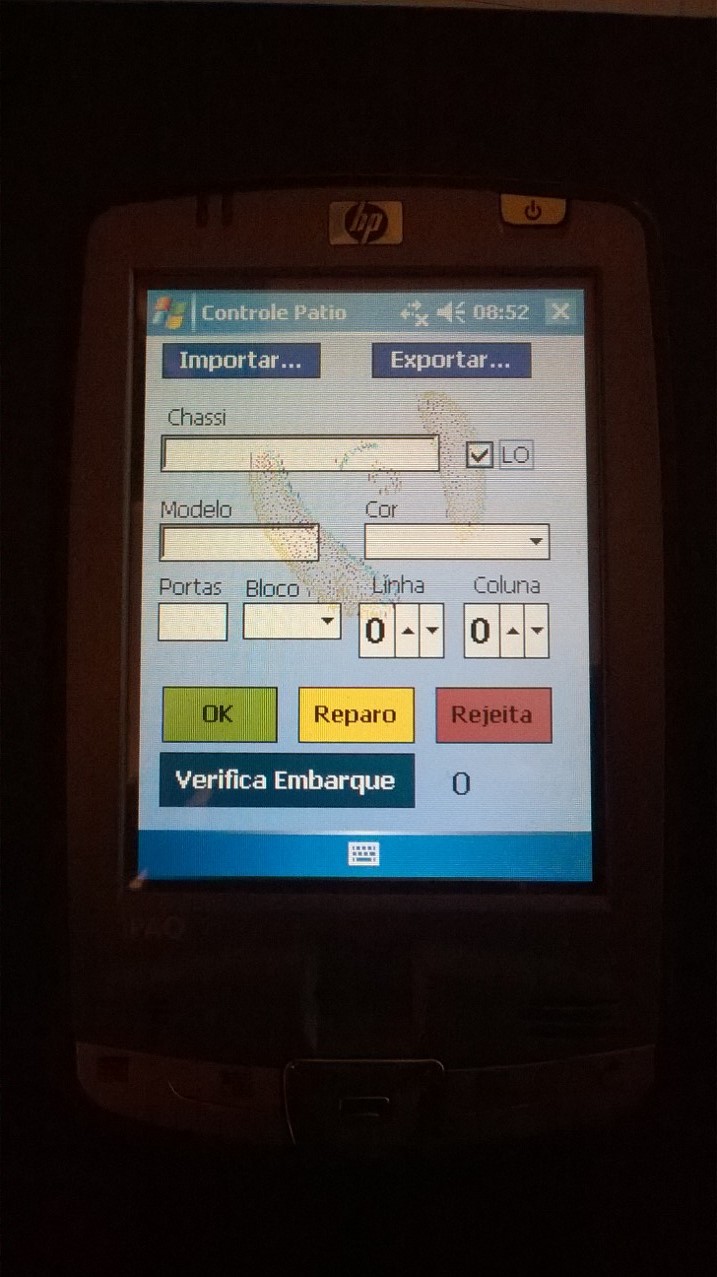 hp
Controle Patio 08:52
Importar... Exportar...
Chassi
LO
Modelo Cor
Portas Bloco Linha Coluna
0 0
OK Reparo Rejeita
Verifica Embarque 0